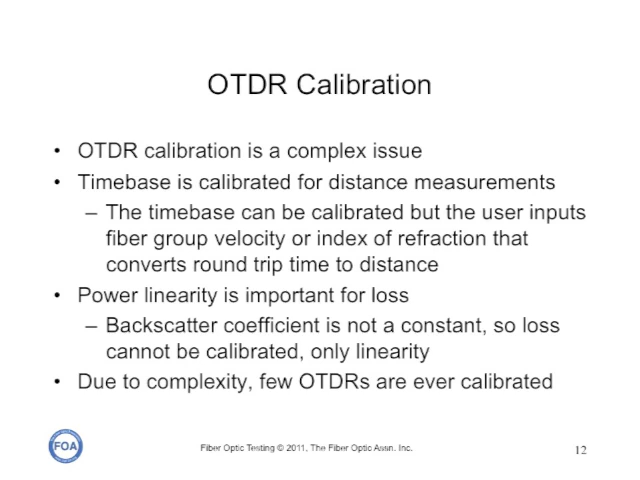 OTDR Calibration
• OTDR calibration is a complex issue
• Timebase is calibrated for distance measurements
– The timebase can be calibrated but the user inputs
fiber group velocity or index of refraction that
converts round trip time to distance
• Power linearity is important for loss
– Backscatter coefficient is not a constant, so loss
cannot be calibrated, only linearity
• Due to complexity, few OTDRs are ever calibrated
FOA
Fiber Optic Testing © 2011, The Fiber Optic Assn. Inc.
12